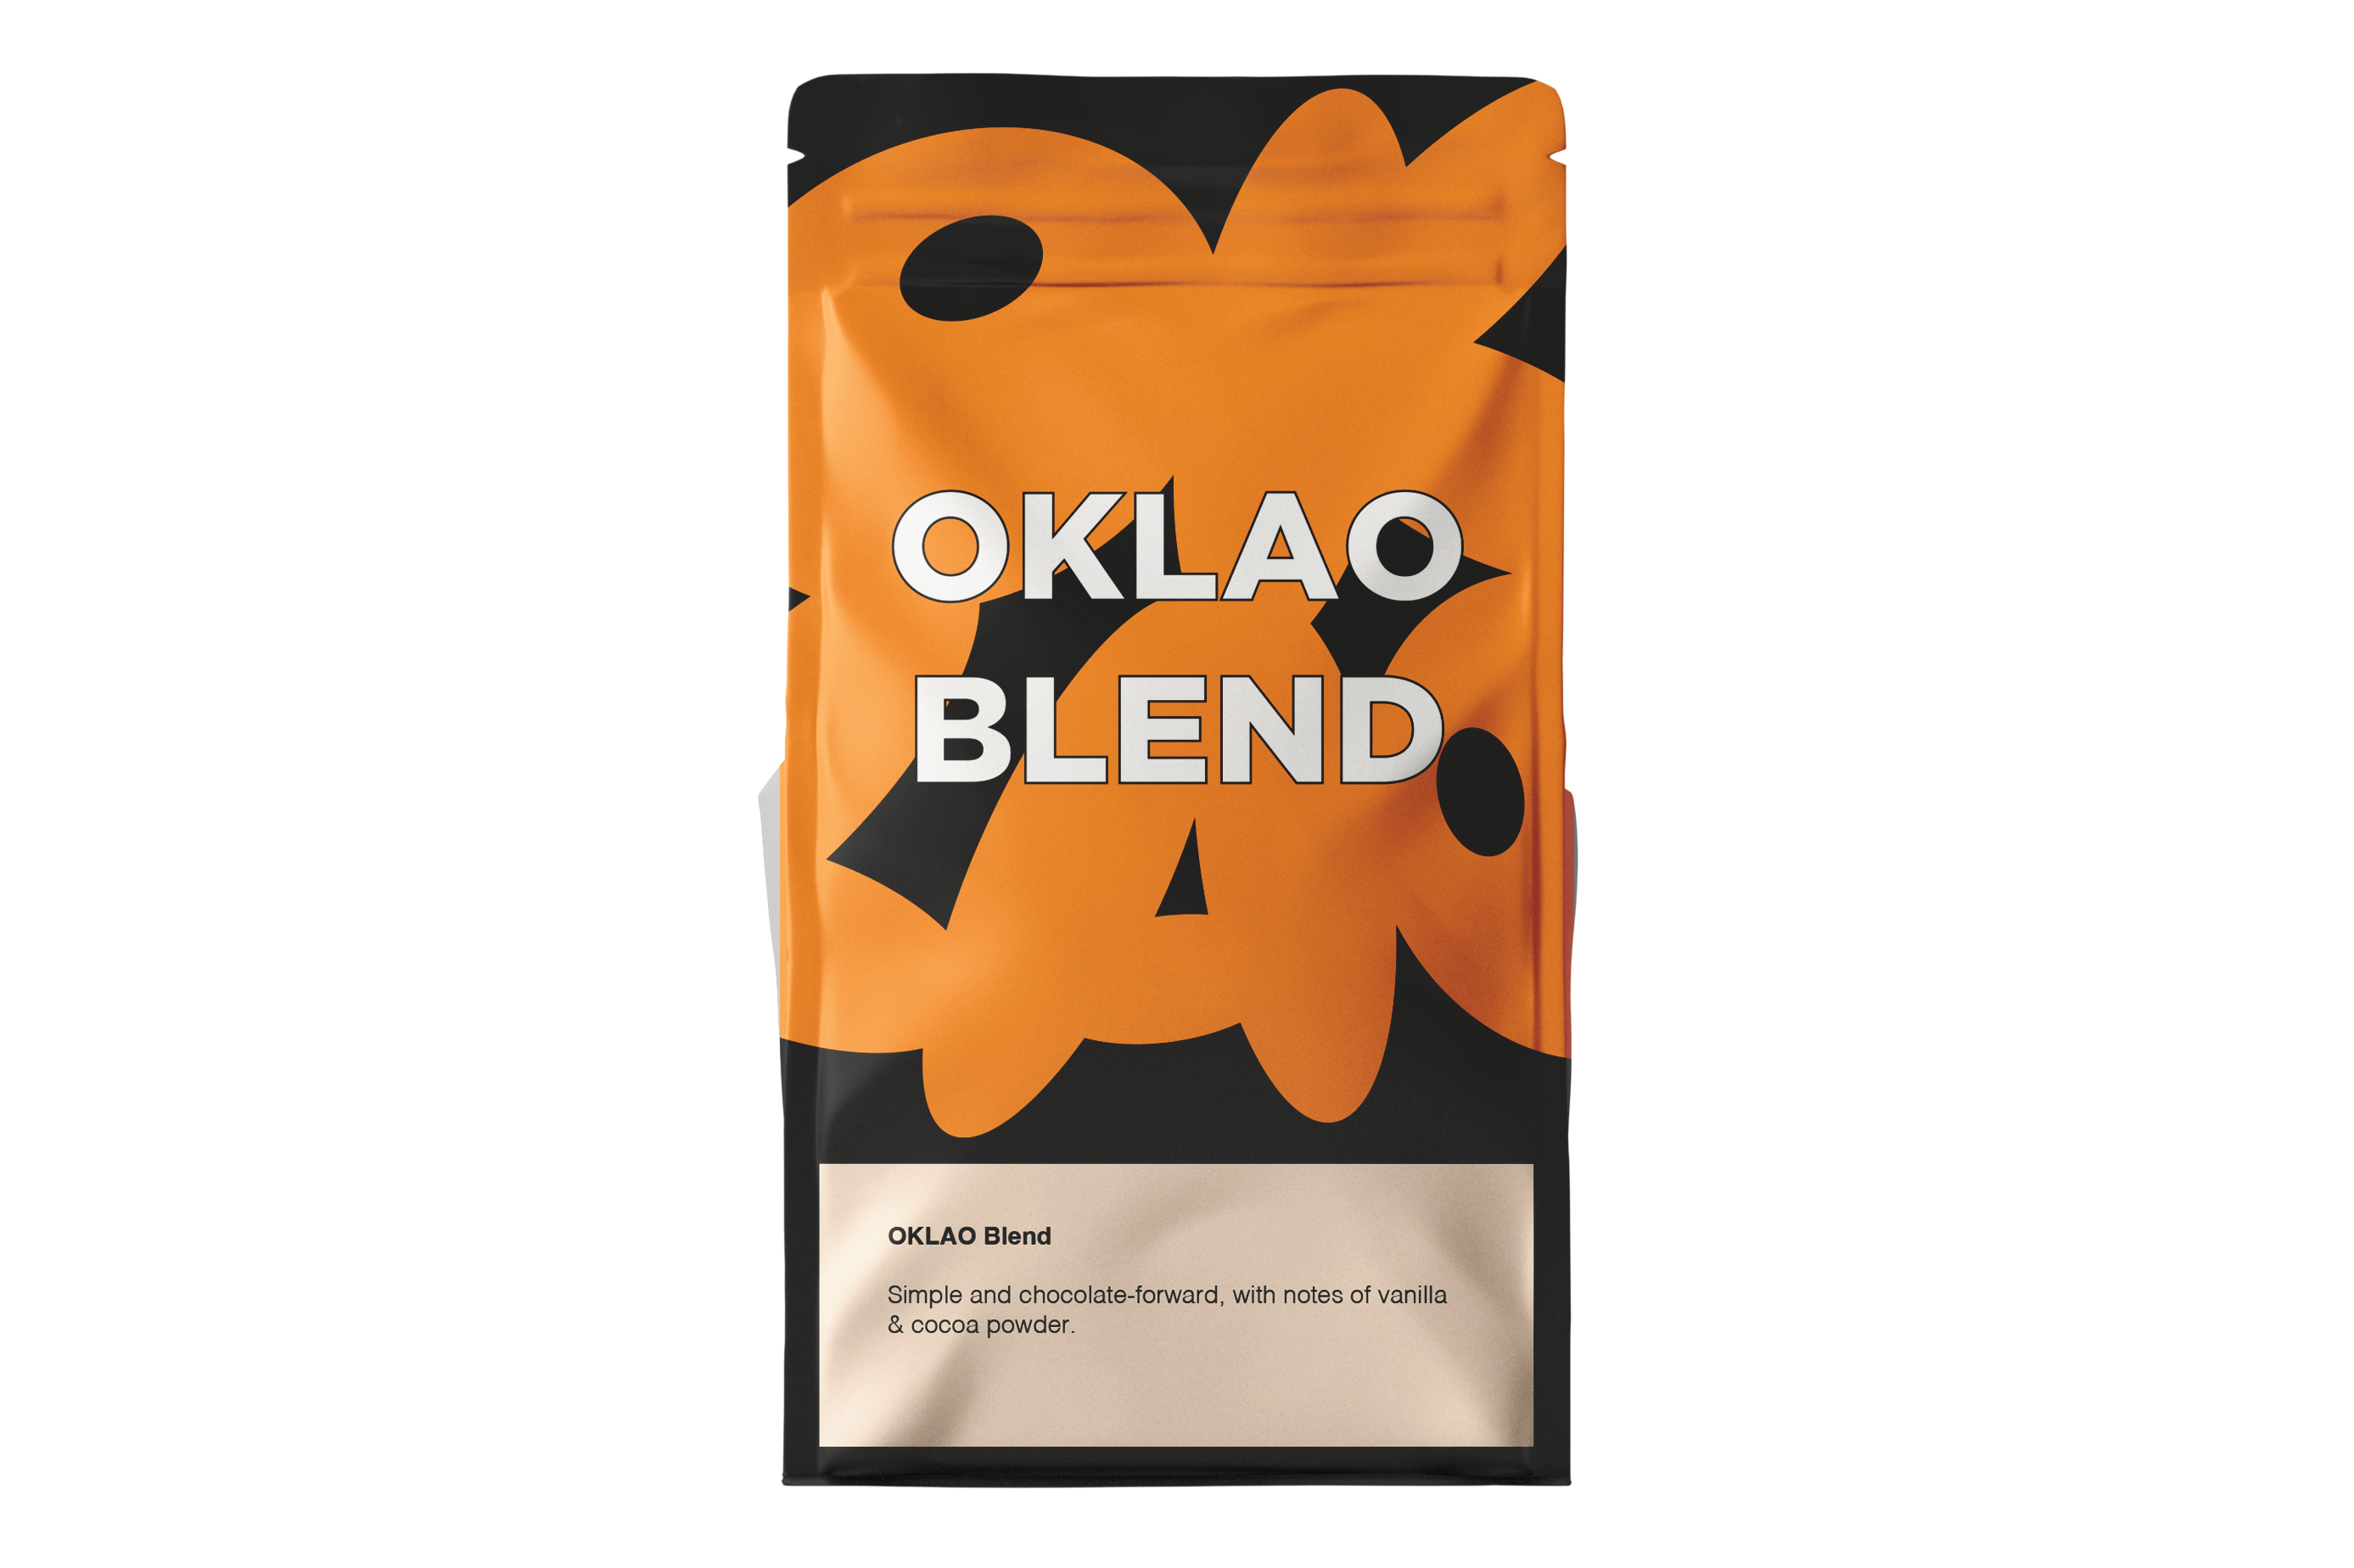 OKLAO
BLEND
OKLAO Blend
Simple and chocolate-forward, with notes of vanilla
& cocoa powder.